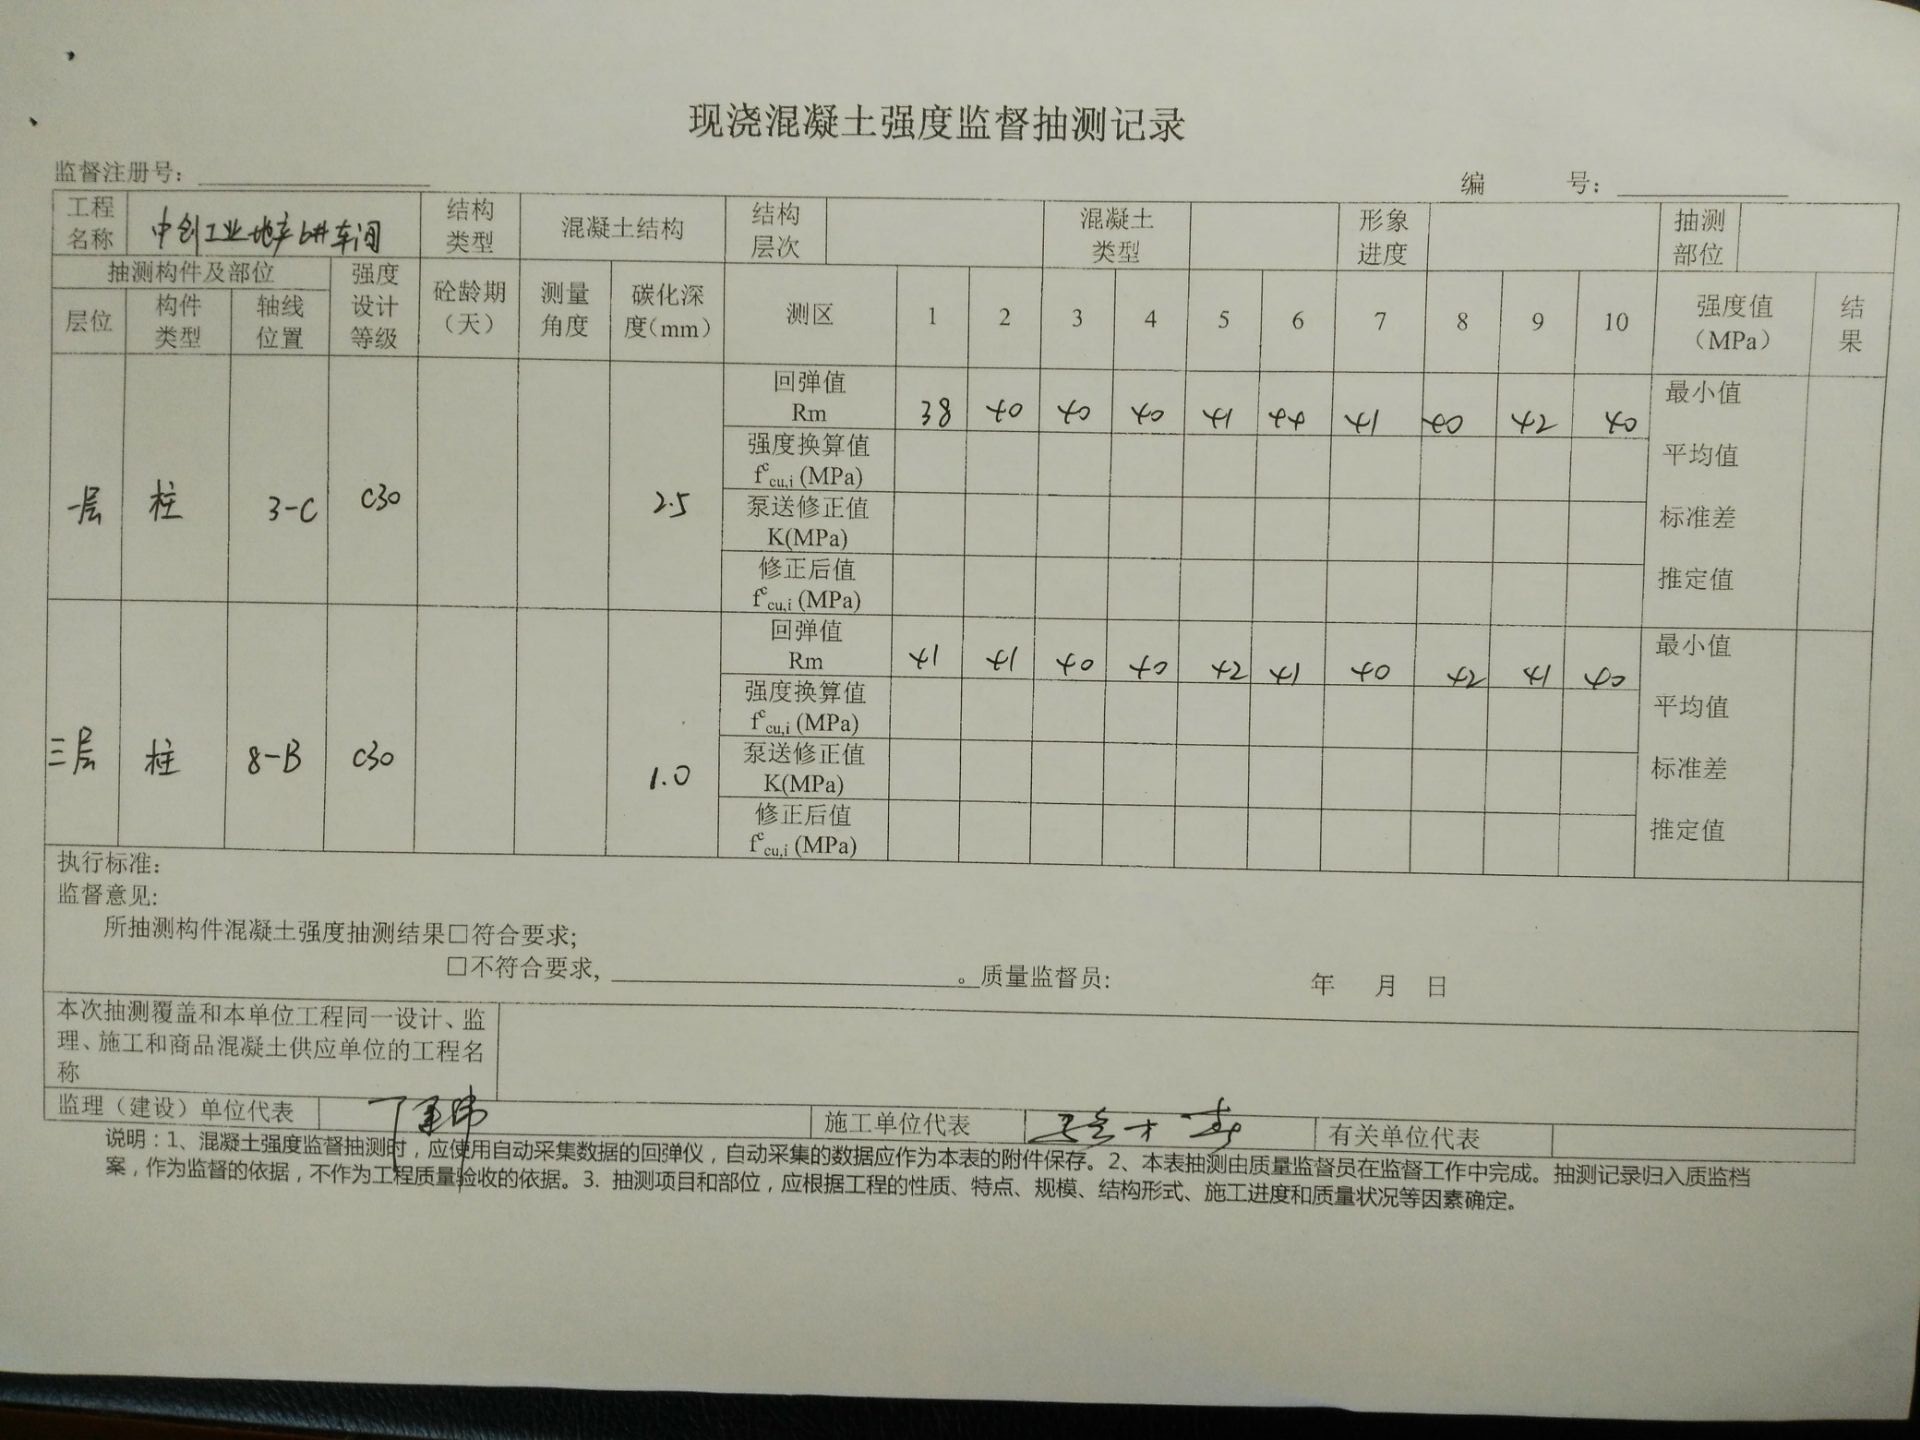 现浇混凝土强度监督抽测记录
监督注册号：
编 号：
工程名称 中创工业地产6#车间 结构类型 混凝土结构 结构层次 混凝土类型 形象进度 抽测部位
抽测构件及部位 强度设计等级 砼龄期（天） 测量角度 碳化深度（mm） 测区 1 2 3 4 5 6 7 8 9 10 强度值（MPa） 结果
层位 构件类型 轴线位置
一层 柱 3-C C30 2.5
回弹值 Rm 38 40 40 40 41 44 41 40 42 40
强度换算值 fᶜcu,i (MPa)
泵送修正值 K(MPa)
修正后值 fᶜcu,i (MPa)
最小值
平均值
标准差
推定值
三层 柱 8-B C30 1.0
回弹值 Rm 41 41 40 40 42 41 40 42 41 40
强度换算值 fᶜcu,i (MPa)
泵送修正值 K(MPa)
修正后值 fᶜcu,i (MPa)
最小值
平均值
标准差
推定值
执行标准：
监督意见：
所抽测构件混凝土强度抽测结果□符合要求；
□不符合要求，。质量监督员： 年 月 日
本次抽测覆盖和本单位工程同一设计、监
理、施工和商品混凝土供应单位的工程名
称
监理（建设）单位代表 施工单位代表 有关单位代表
说明：1、混凝土强度监督抽测时，应使用自动采集数据的回弹仪，自动采集的数据应作为本表的附件保存。2、本表抽测由质量监督员在监督工作中完成。抽测记录归入质监档
案，作为监督的依据，不作为工程质量验收的依据。3. 抽测项目和部位，应根据工程的性质、特点、规模、结构形式、施工进度和质量状况等因素确定。